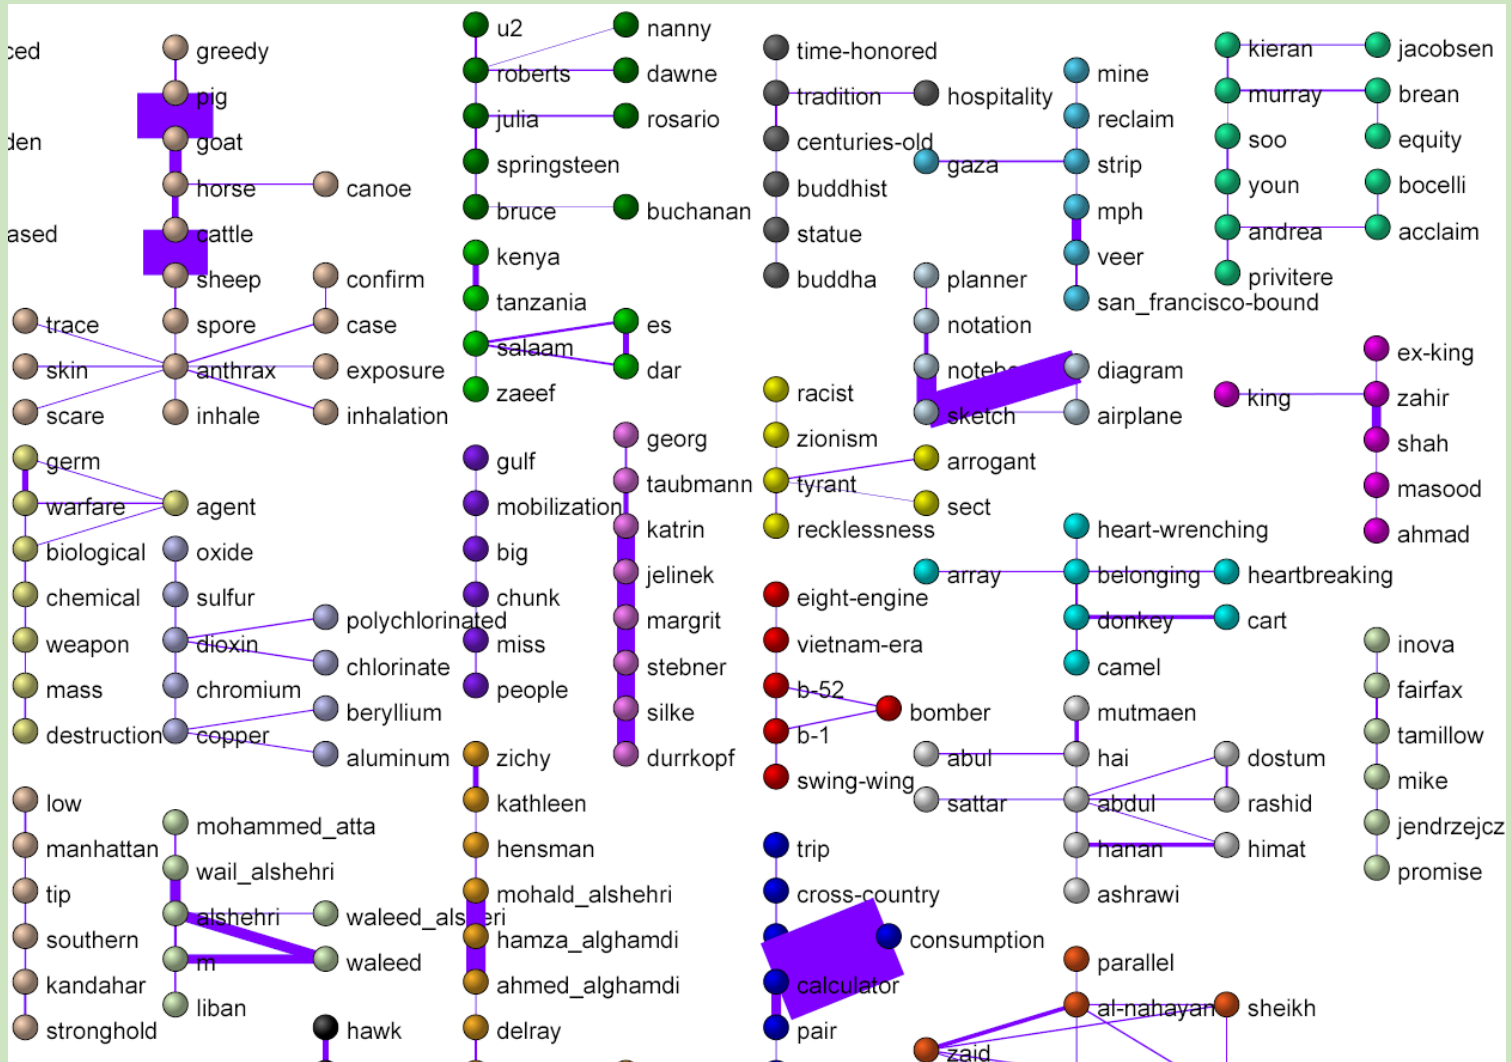 ced
den
ased
greedy
pig
goat
horse
canoe
cattle
sheep
confirm
trace
spore
case
skin
anthrax
exposure
scare
inhale
inhalation
germ
warfare
agent
biological
oxide
chemical
sulfur
polychlorinated
weapon
dioxin
chlorinate
mass
chromium
beryllium
destruction
copper
aluminum
low
mohammed_atta
manhattan
wail_alshehri
tip
alshehri
southern
m
waleed
kandahar
liban
stronghold
hawk
u2
nanny
roberts
dawne
julia
rosario
springsteen
bruce
buchanan
kenya
tanzania
es
salaam
dar
zaeef
georg
gulf
taubmann
mobilization
katrin
big
jelinek
chunk
margrit
miss
stebner
people
silke
zichy
durrkopf
kathleen
hensman
mohald_alshehri
hamza_alghamdi
ahmed_alghamdi
delray
time-honored
tradition
hospitality
centuries-old
gaza
buddhist
statue
buddha
mine
reclaim
strip
mph
veer
san_francisco-bound
planner
notation
diagram
sketch
airplane
racist
zionism
arrogant
tyrant
sect
recklessness
eight-engine
vietnam-era
b-52
bomber
b-1
swing-wing
heart-wrenching
array
belonging
heartbreaking
donkey
cart
camel
mutmaen
abul
hai
dostum
sattar
abdul
rashid
hanan
himat
ashrawi
trip
cross-country
consumption
calculator
pair
parallel
al-nahayan
sheikh
zaid
kieran
jacobsen
murray
brean
soo
equity
youn
bocelli
andrea
acclaim
privitere
ex-king
king
zahir
shah
masood
ahmad
inova
fairfax
tamillow
mike
jendrzejcz
promise